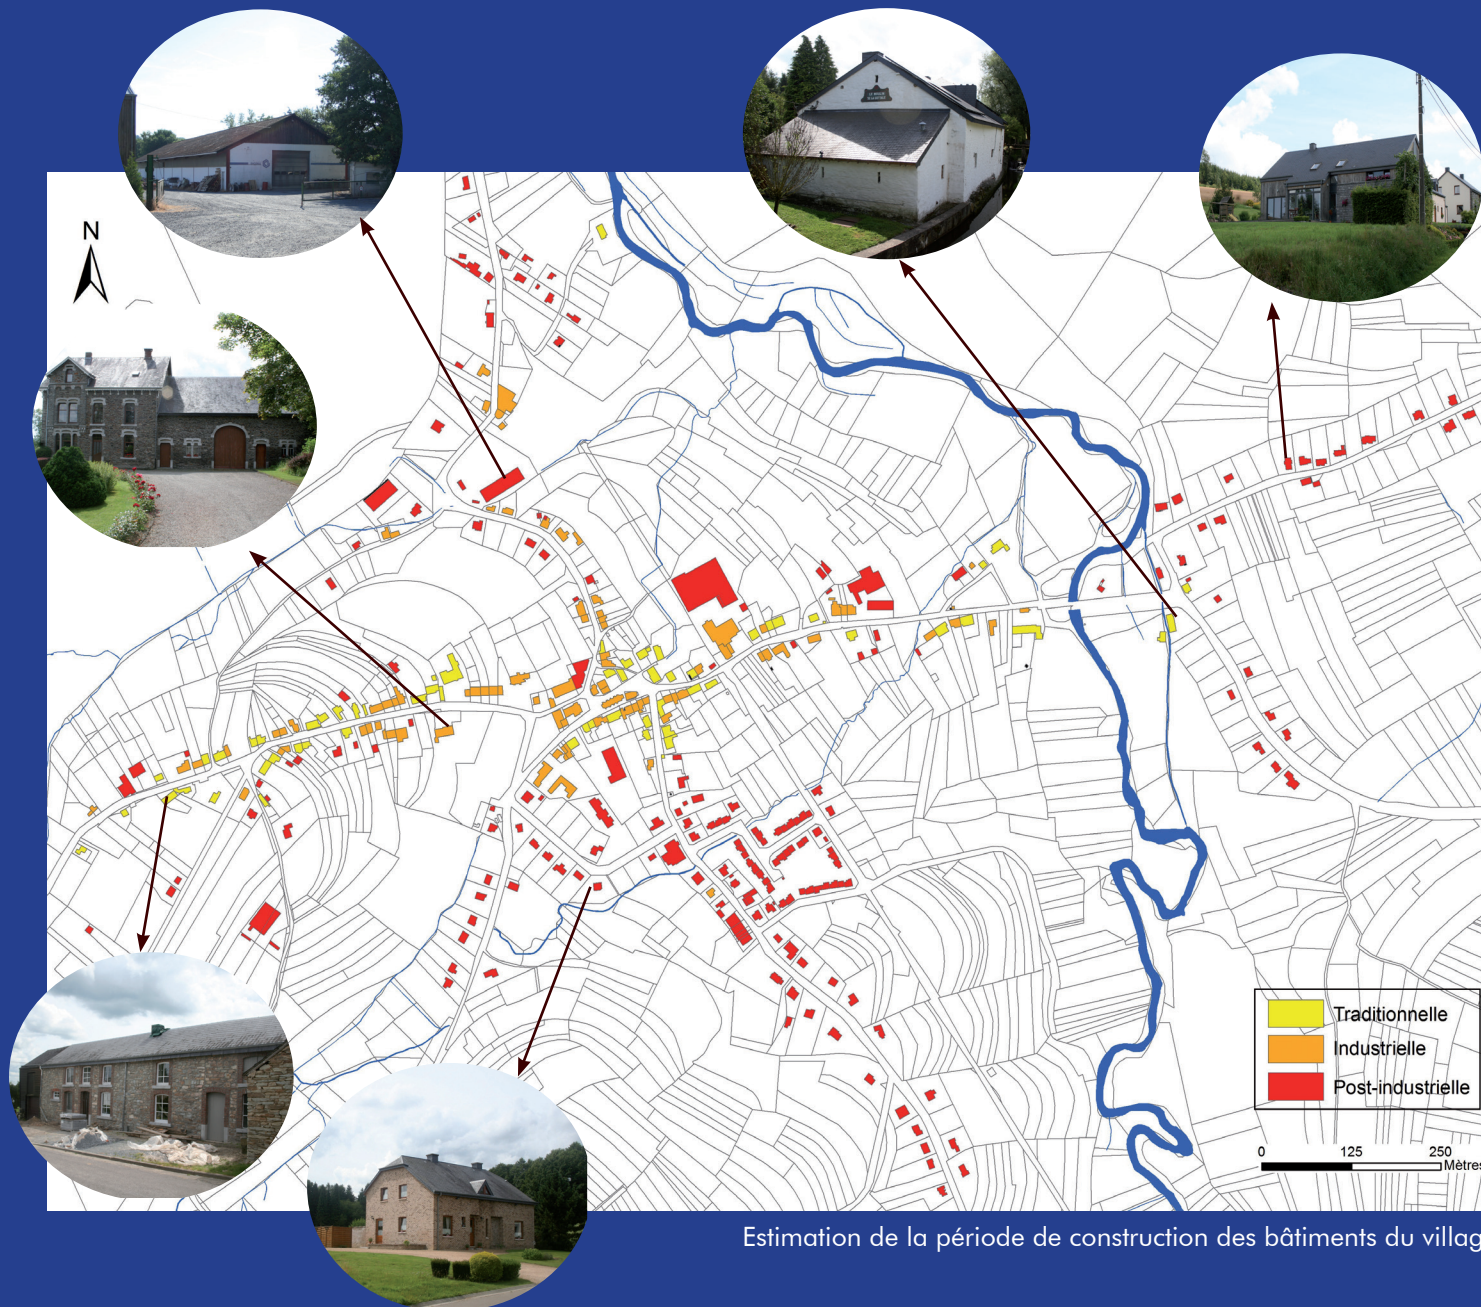 N
Traditionnelle
Industrielle
Post-industrielle
0 125 250
Mètres
Estimation de la période de construction des bâtiments du villag